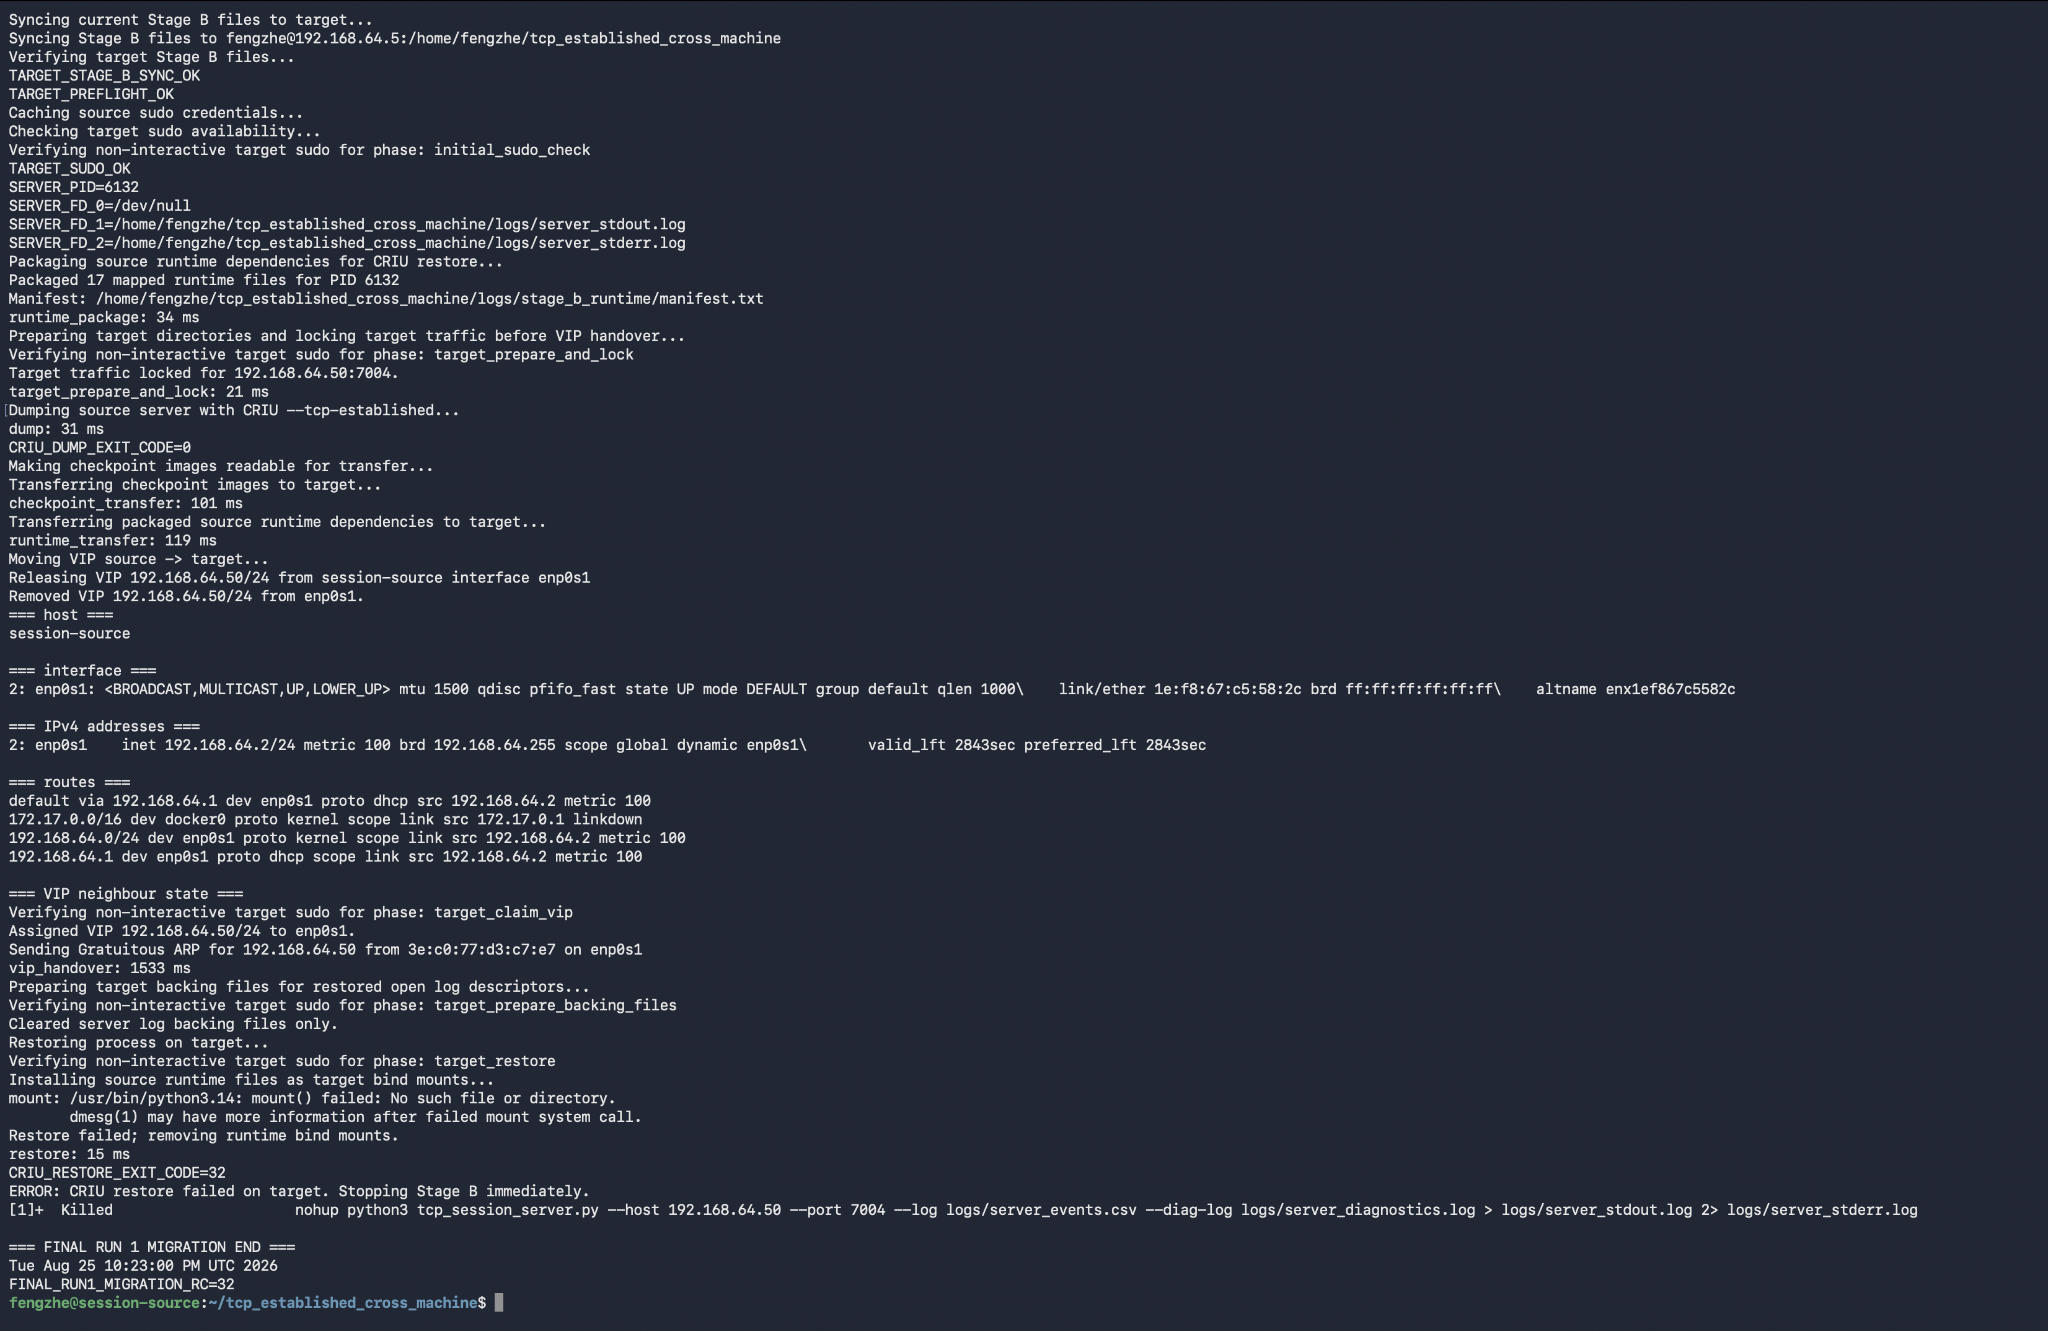 Syncing current Stage B files to target...
Syncing Stage B files to fengzhe@192.168.64.5:/home/fengzhe/tcp_established_cross_machine
Verifying target Stage B files...
TARGET_STAGE_B_SYNC_OK
TARGET_PREFLIGHT_OK
Caching source sudo credentials...
Checking target sudo availability...
Verifying non-interactive target sudo for phase: initial_sudo_check
TARGET_SUDO_OK
SERVER_PID=6132
SERVER_FD_0=/dev/null
SERVER_FD_1=/home/fengzhe/tcp_established_cross_machine/logs/server_stdout.log
SERVER_FD_2=/home/fengzhe/tcp_established_cross_machine/logs/server_stderr.log
Packaging source runtime dependencies for CRIU restore...
Packaged 17 mapped runtime files for PID 6132
Manifest: /home/fengzhe/tcp_established_cross_machine/logs/stage_b_runtime/manifest.txt
runtime_package: 34 ms
Preparing target directories and locking target traffic before VIP handover...
Verifying non-interactive target sudo for phase: target_prepare_and_lock
Target traffic locked for 192.168.64.50:7004.
target_prepare_and_lock: 21 ms
Dumping source server with CRIU --tcp-established...
dump: 31 ms
CRIU_DUMP_EXIT_CODE=0
Making checkpoint images readable for transfer...
Transferring checkpoint images to target...
checkpoint_transfer: 101 ms
Transferring packaged source runtime dependencies to target...
runtime_transfer: 119 ms
Moving VIP source -> target...
Releasing VIP 192.168.64.50/24 from session-source interface enp0s1
Removed VIP 192.168.64.50/24 from enp0s1.
=== host ===
session-source
=== interface ===
2: enp0s1: <BROADCAST,MULTICAST,UP,LOWER_UP> mtu 1500 qdisc pfifo_fast state UP mode DEFAULT group default qlen 1000\    link/ether 1e:f8:67:c5:58:2c brd ff:ff:ff:ff:ff:ff\    altname enx1ef867c5582c
=== IPv4 addresses ===
2: enp0s1    inet 192.168.64.2/24 metric 100 brd 192.168.64.255 scope global dynamic enp0s1\       valid_lft 2843sec preferred_lft 2843sec
=== routes ===
default via 192.168.64.1 dev enp0s1 proto dhcp src 192.168.64.2 metric 100
172.17.0.0/16 dev docker0 proto kernel scope link src 172.17.0.1 linkdown
192.168.64.0/24 dev enp0s1 proto kernel scope link src 192.168.64.2 metric 100
192.168.64.1 dev enp0s1 proto dhcp scope link src 192.168.64.2 metric 100
=== VIP neighbour state ===
Verifying non-interactive target sudo for phase: target_claim_vip
Assigned VIP 192.168.64.50/24 to enp0s1.
Sending Gratuitous ARP for 192.168.64.50 from 3e:c0:77:d3:c7:e7 on enp0s1
vip_handover: 1533 ms
Preparing target backing files for restored open log descriptors...
Verifying non-interactive target sudo for phase: target_prepare_backing_files
Cleared server log backing files only.
Restoring process on target...
Verifying non-interactive target sudo for phase: target_restore
Installing source runtime files as target bind mounts...
mount: /usr/bin/python3.14: mount() failed: No such file or directory.
       dmesg(1) may have more information after failed mount system call.
Restore failed; removing runtime bind mounts.
restore: 15 ms
CRIU_RESTORE_EXIT_CODE=32
ERROR: CRIU restore failed on target. Stopping Stage B immediately.
[1]+  Killed                     nohup python3 tcp_session_server.py --host 192.168.64.50 --port 7004 --log logs/server_events.csv --diag-log logs/server_diagnostics.log > logs/server_stdout.log 2> logs/server_stderr.log
=== FINAL RUN 1 MIGRATION END ===
Tue Aug 25 10:23:00 PM UTC 2026
FINAL_RUN1_MIGRATION_RC=32
fengzhe@session-source:~/tcp_established_cross_machine$